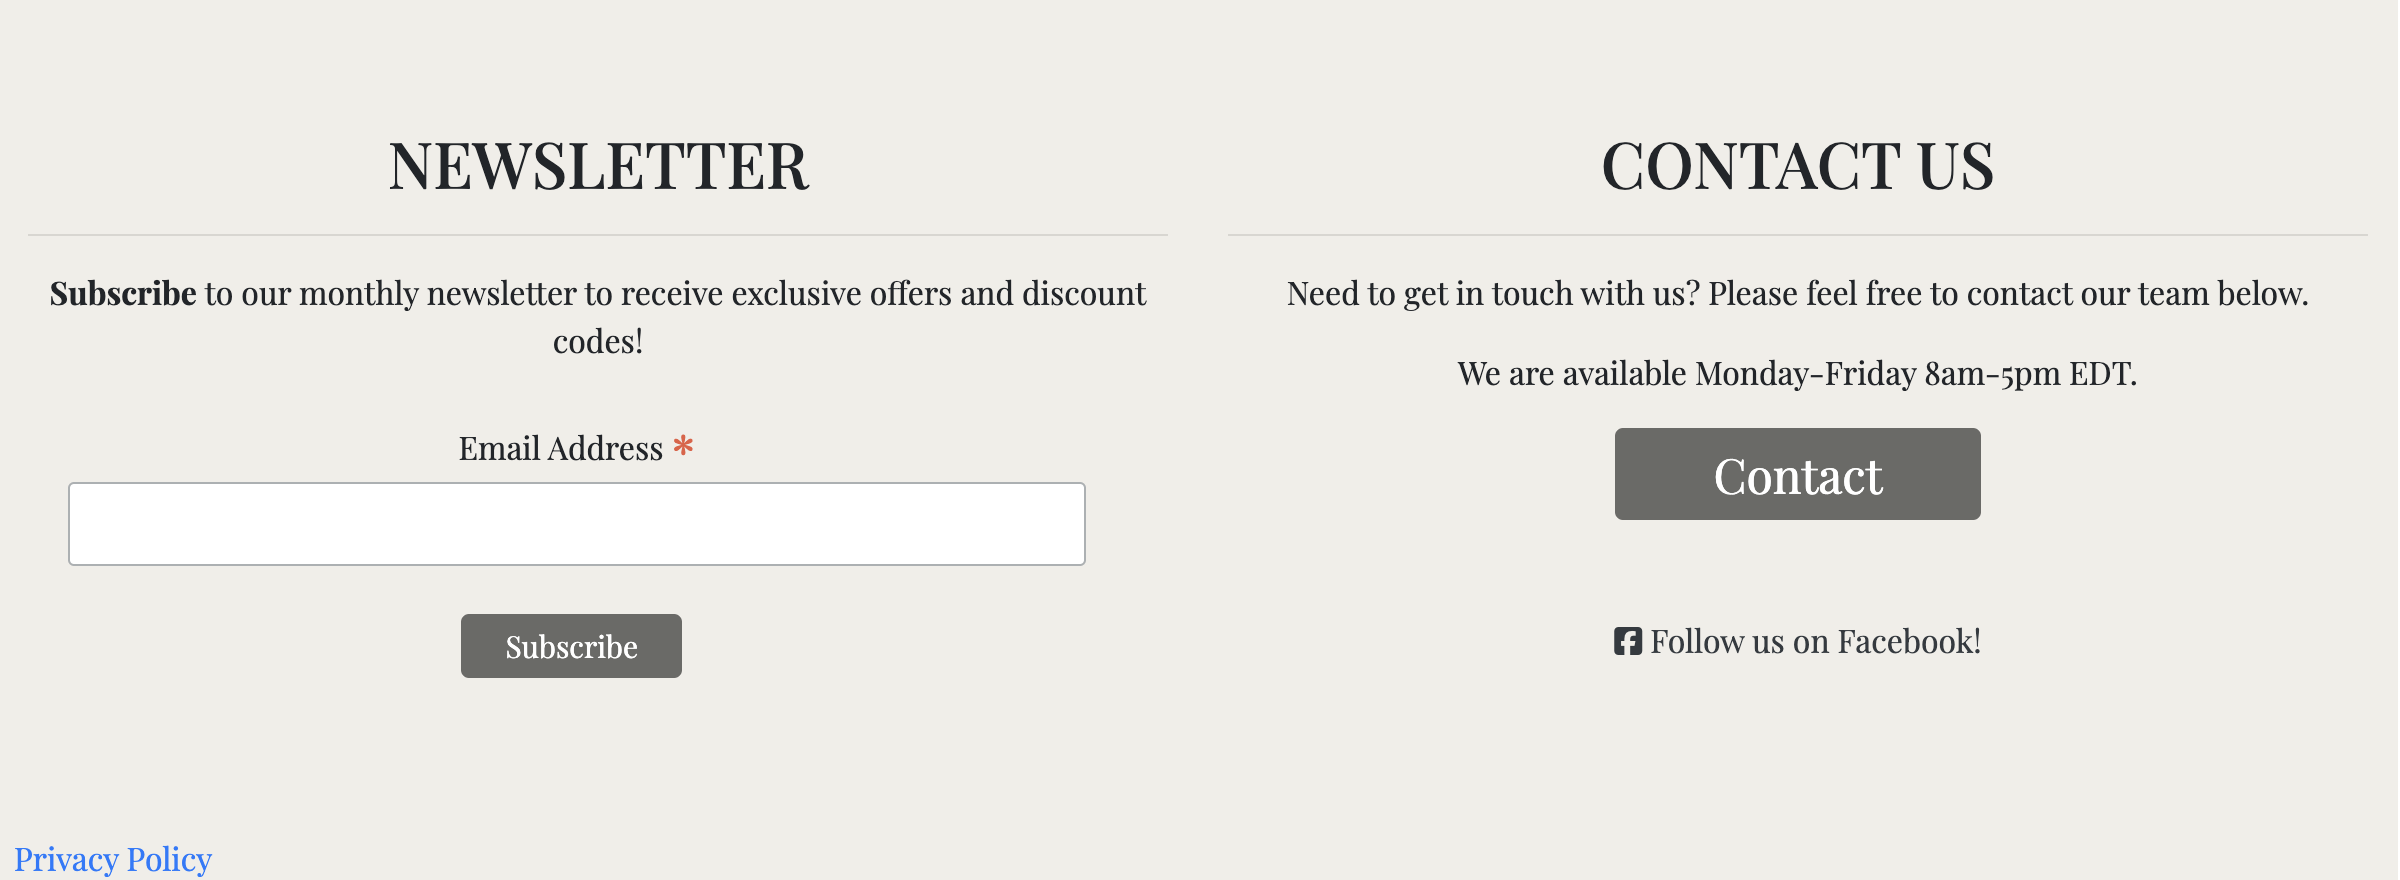 NEWSLETTER
Subscribe to our monthly newsletter to receive exclusive offers and discount
codes!
Email Address *
Subscribe
CONTACT US
Need to get in touch with us? Please feel free to contact our team below.
We are available Monday-Friday 8am-5pm EDT.
Contact
Follow us on Facebook!
Privacy Policy